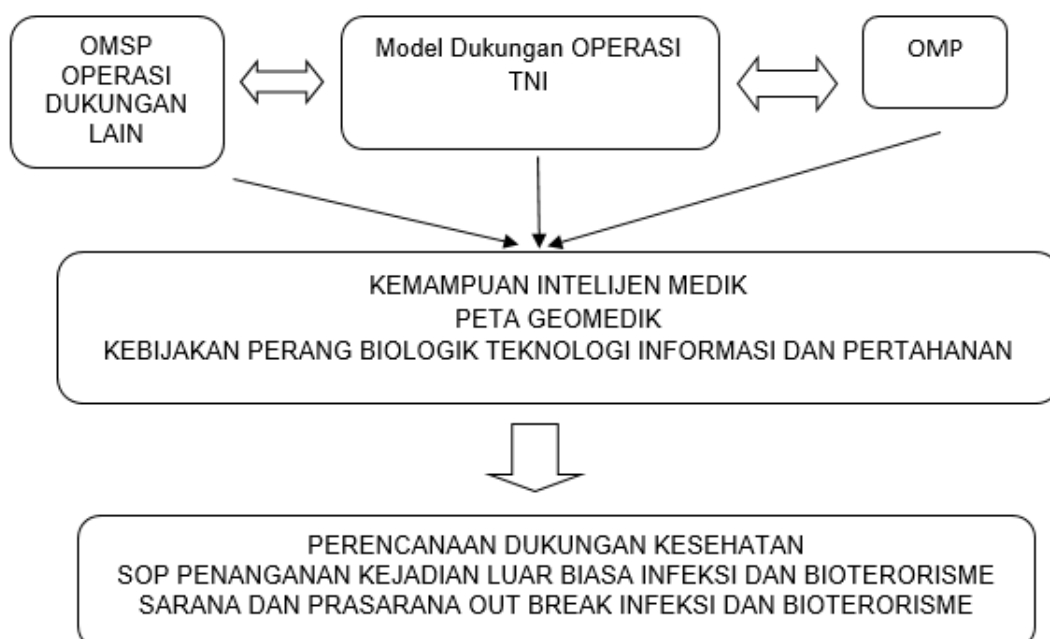 OMSP
OPERASI
DUKUNGAN
LAIN
Model Dukungan OPERASI
TNI
OMP
KEMAMPUAN INTELIJEN MEDIK
PETA GEOMEDIK
KEBIJAKAN PERANG BIOLOGIK TEKNOLOGI INFORMASI DAN PERTAHANAN
PERENCANAAN DUKUNGAN KESEHATAN
SOP PENANGANAN KEJADIAN LUAR BIASA INFEKSI DAN BIOTERORISME
SARANA DAN PRASARANA OUT BREAK INFEKSI DAN BIOTERORISME